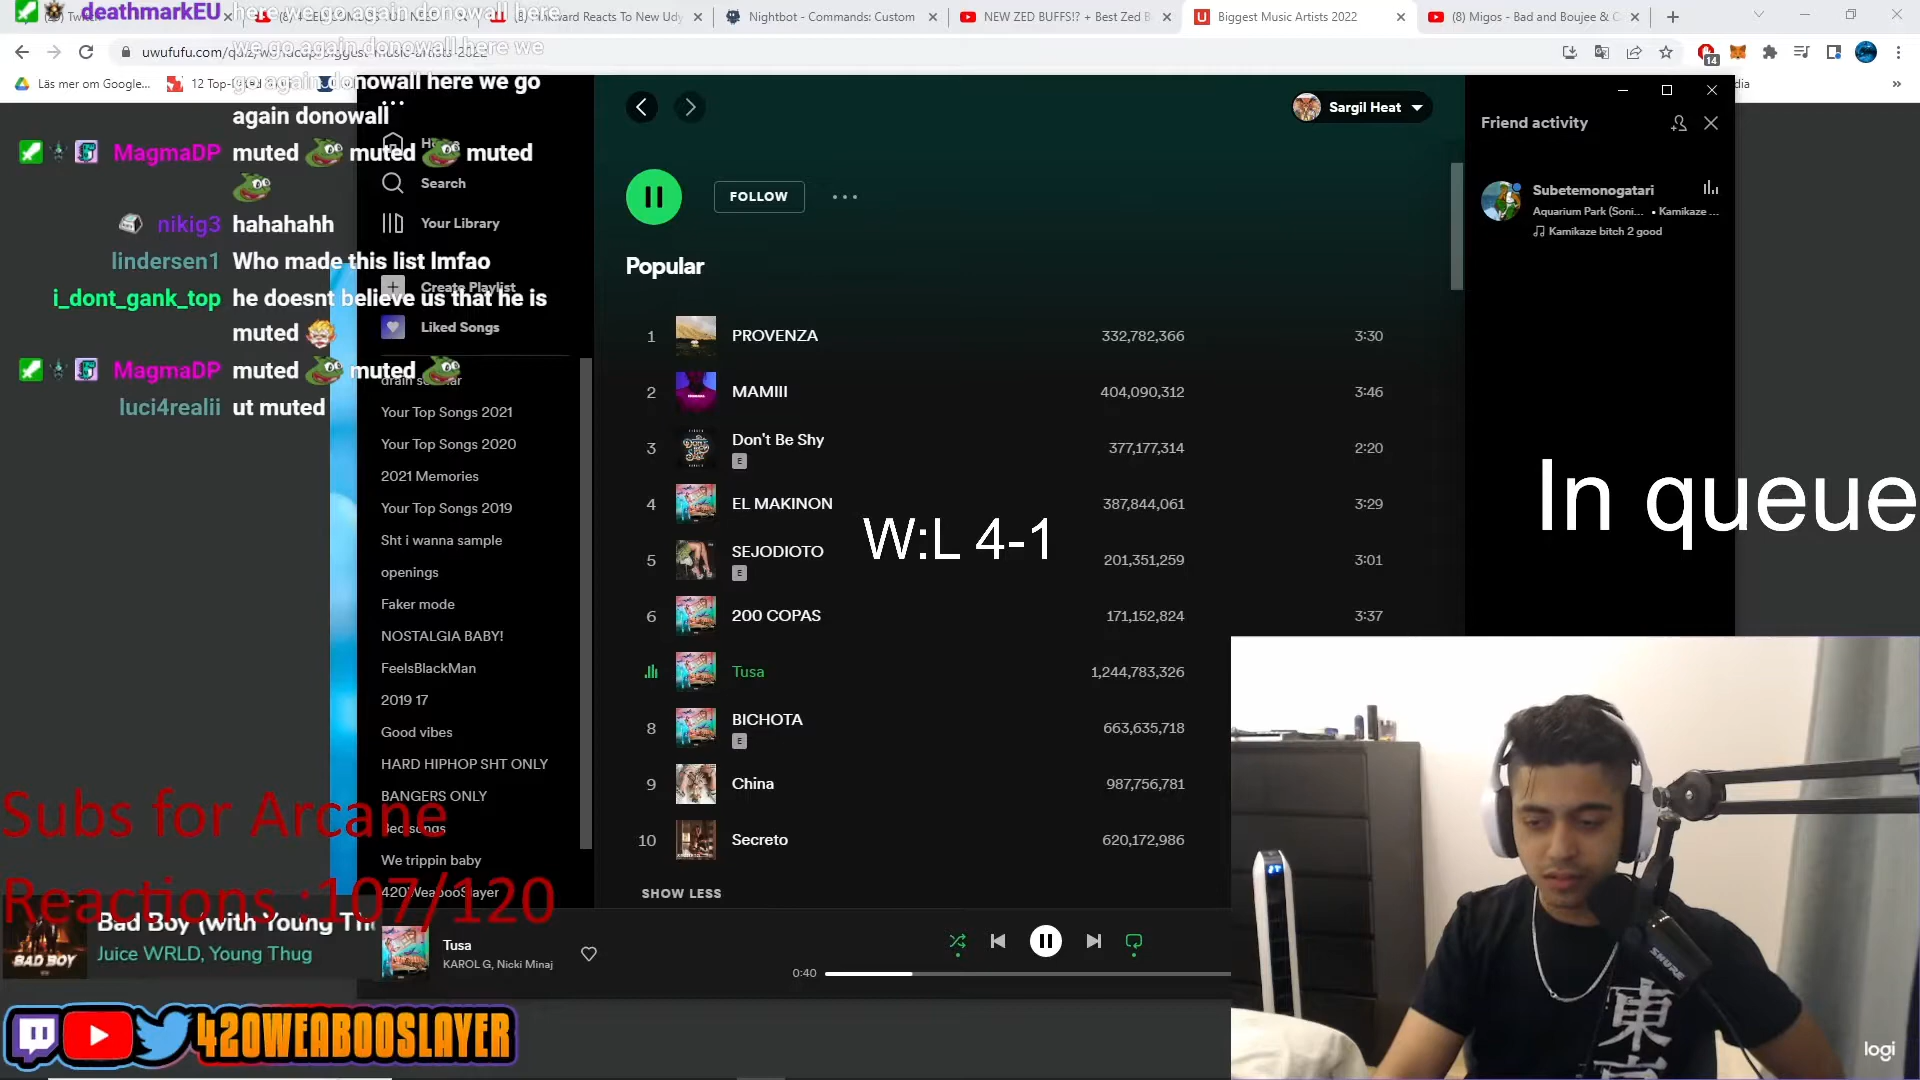 deathmarkEU here we go again donowall here
we go again donowall here we
go again donowall here we go
again donowall
MagmaDP muted muted muted
nikig3 hahahahh
lindersen1 Who made this list lmfao
i_dont_gank_top he doesnt believe us that he is
muted
MagmaDP muted muted
luci4realii ut muted
Nightbot - Commands: Custom
NEW ZED BUFFS!? + Best Zed B
Biggest Music Artists 2022
(8) Migos - Bad and Boujee & C
Läs mer om Google...
Search
Your Library
Create Playlist
Liked Songs
Your Top Songs 2021
Your Top Songs 2020
2021 Memories
Your Top Songs 2019
Sht i wanna sample
openings
Faker mode
NOSTALGIA BABY!
FeelsBlackMan
2019 17
Good vibes
HARD HIPHOP SHT ONLY
BANGERS ONLY
We trippin baby
420WeabooSlayer
Sargil Heat
FOLLOW
Popular
1 PROVENZA 332,782,366 3:30
2 MAMIII 404,090,312 3:46
3 Don't Be Shy 377,177,314 2:20
E
4 EL MAKINON 387,844,061 3:29
5 SEJODIOTO 201,351,259 3:01
E
6 200 COPAS 171,152,824 3:37
Tusa 1,244,783,326
8 BICHOTA 663,635,718
E
9 China 987,756,781
10 Secreto 620,172,986
SHOW LESS
W:L 4-1
Friend activity
Subetemonogatari
Aquarium Park (Soni... • Kamikaze ...
Kamikaze bitch 2 good
In queue
Subs for Arcane
Reactions :107/120
Bad Boy (with Young Th
Juice WRLD, Young Thug
BAD BOY
Tusa
KAROL G, Nicki Minaj
0:40
420WEABOOSLAYER
SHURE
東京
logi